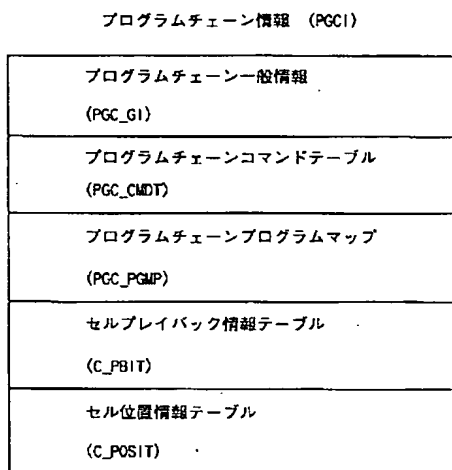 プログラムチェーン情報 (PGCI)
プログラムチェーン一般情報
(PGC_GI)
プログラムチェーンコマンドテーブル
(PGC_CMDT)
プログラムチェーンプログラムマップ
(PGC_PGMP)
セルプレイバック情報テーブル
(C_PBIT)
セル位置情報テーブル
(C_POSIT)